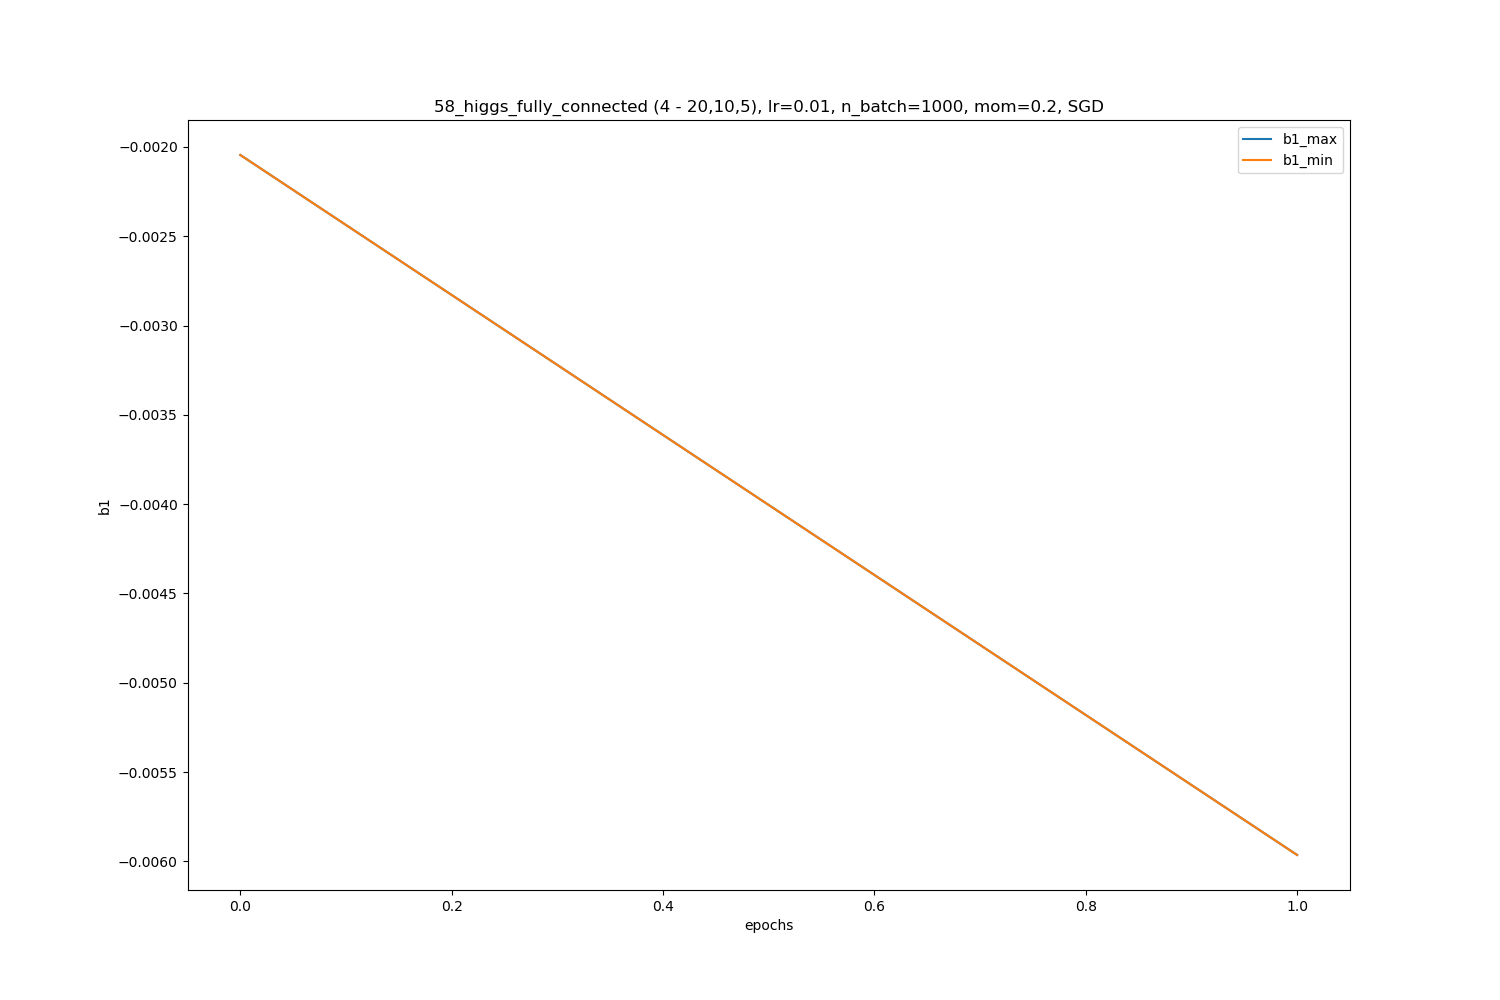 58_higgs_fully_connected (4 - 20,10,5), lr=0.01, n_batch=1000, mom=0.2, SGD
b1_max
b1_min
−0.0020
−0.0025
−0.0030
−0.0035
−0.0040
−0.0045
−0.0050
−0.0055
−0.0060
b1
0.0 0.2 0.4 0.6 0.8 1.0
epochs